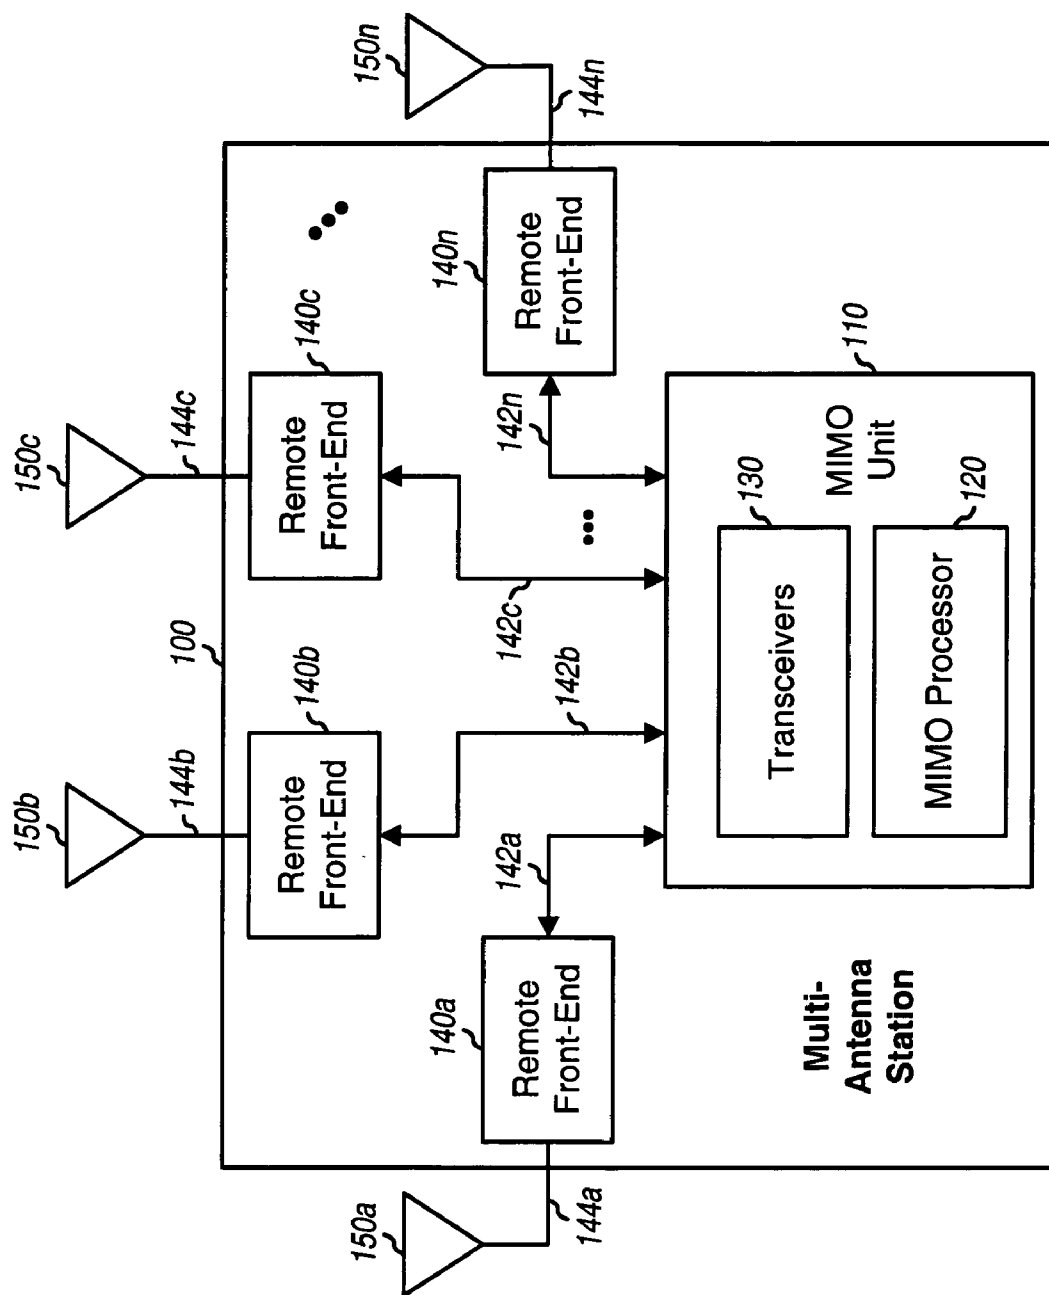 150b
150c
144b
100
144c
140b
140c
Remote
Front-End
Remote
Front-End
150a
150n
144a
140a
Remote
Front-End
140n
Remote
Front-End
144n
142a
142b
142c
142n
110
MIMO
Unit
130
Transceivers
120
MIMO Processor
Multi-
Antenna
Station